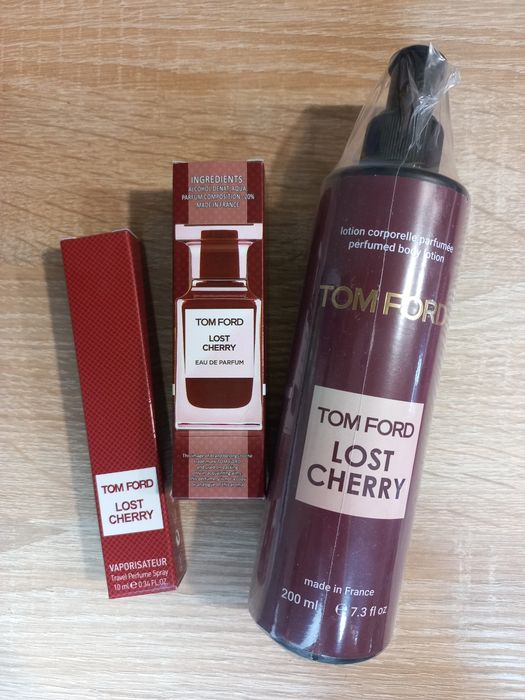 TOM FORD
LOST
CHERRY
VAPORISATEUR
Travel Perfume Spray
10 ml ℮ 0.34 FL.OZ
INGREDIENTS
ALCOHOL DENAT, AQUA
PARFUM COMPOSITION 20%
MADE IN FRANCE
TOM FORD
LOST
CHERRY
EAU DE PARFUM
lotion corporelle parfumée
perfumed body lotion
TOM FORD
TOM FORD
LOST
CHERRY
made in France
200 ml ℮ 7.3 fl oz